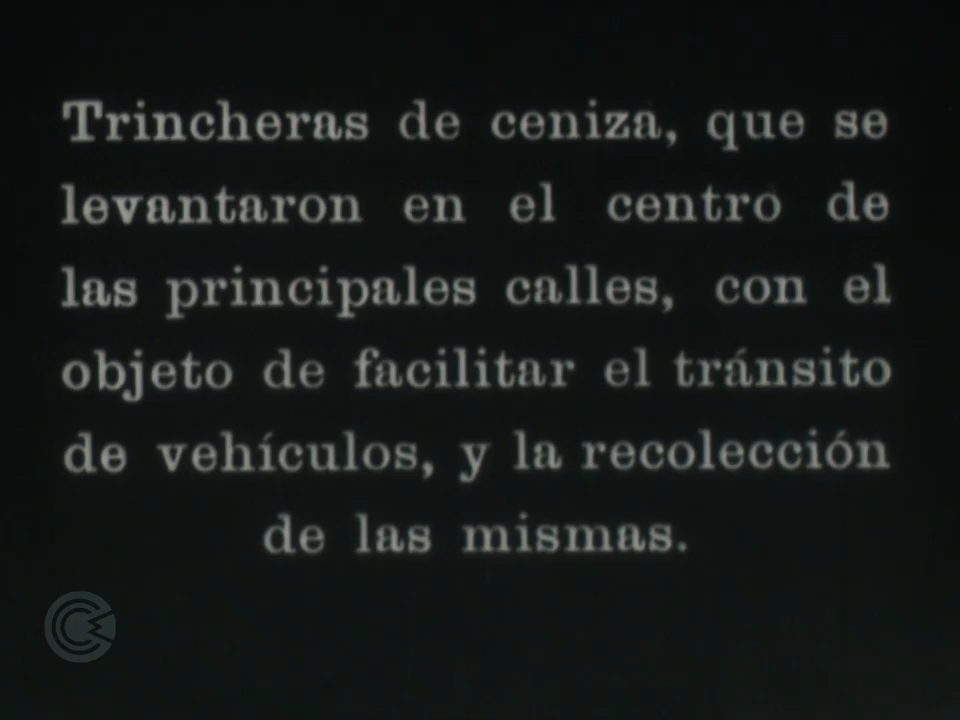 Trincheras de ceniza, que se
levantaron en el centro de
las principales calles, con el
objeto de facilitar el tránsito
de vehículos, y la recolección
de las mismas.